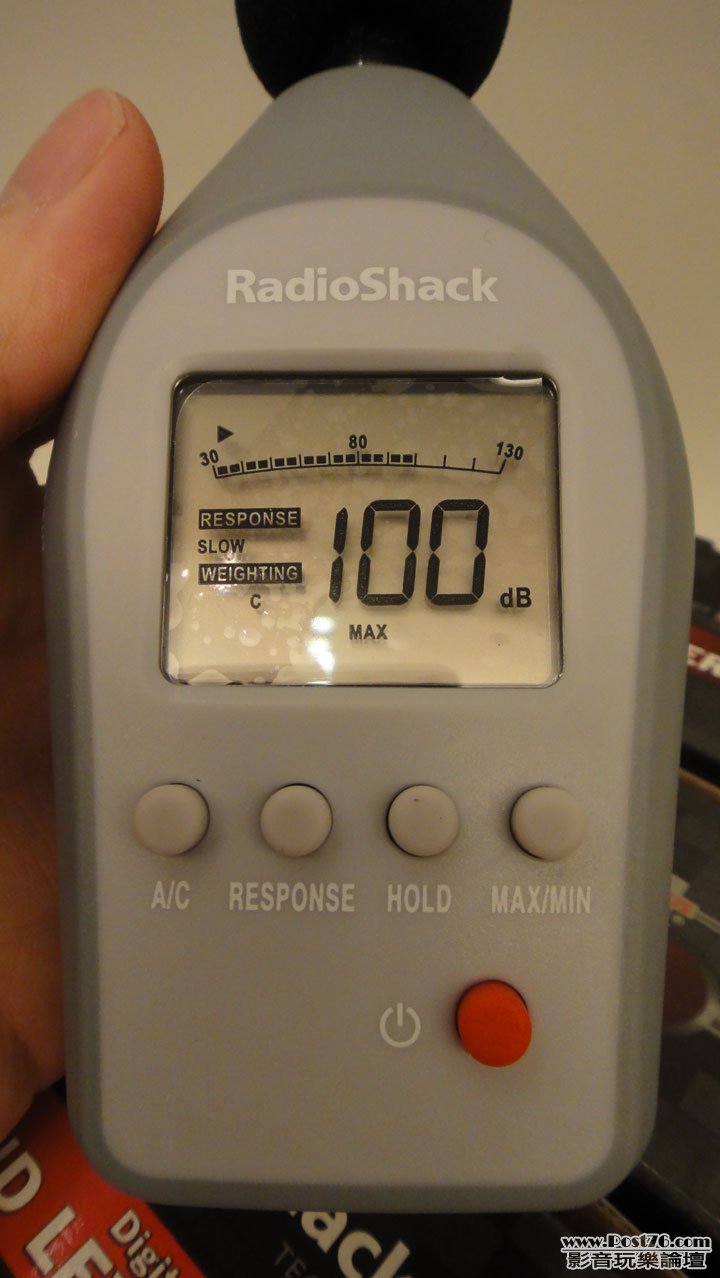 RadioShack
30 80 130
RESPONSE
SLOW
WEIGHTING
C
100 dB
MAX
A/C RESPONSE HOLD MAX/MIN
Digit
www.Post76.com
影音玩樂論壇